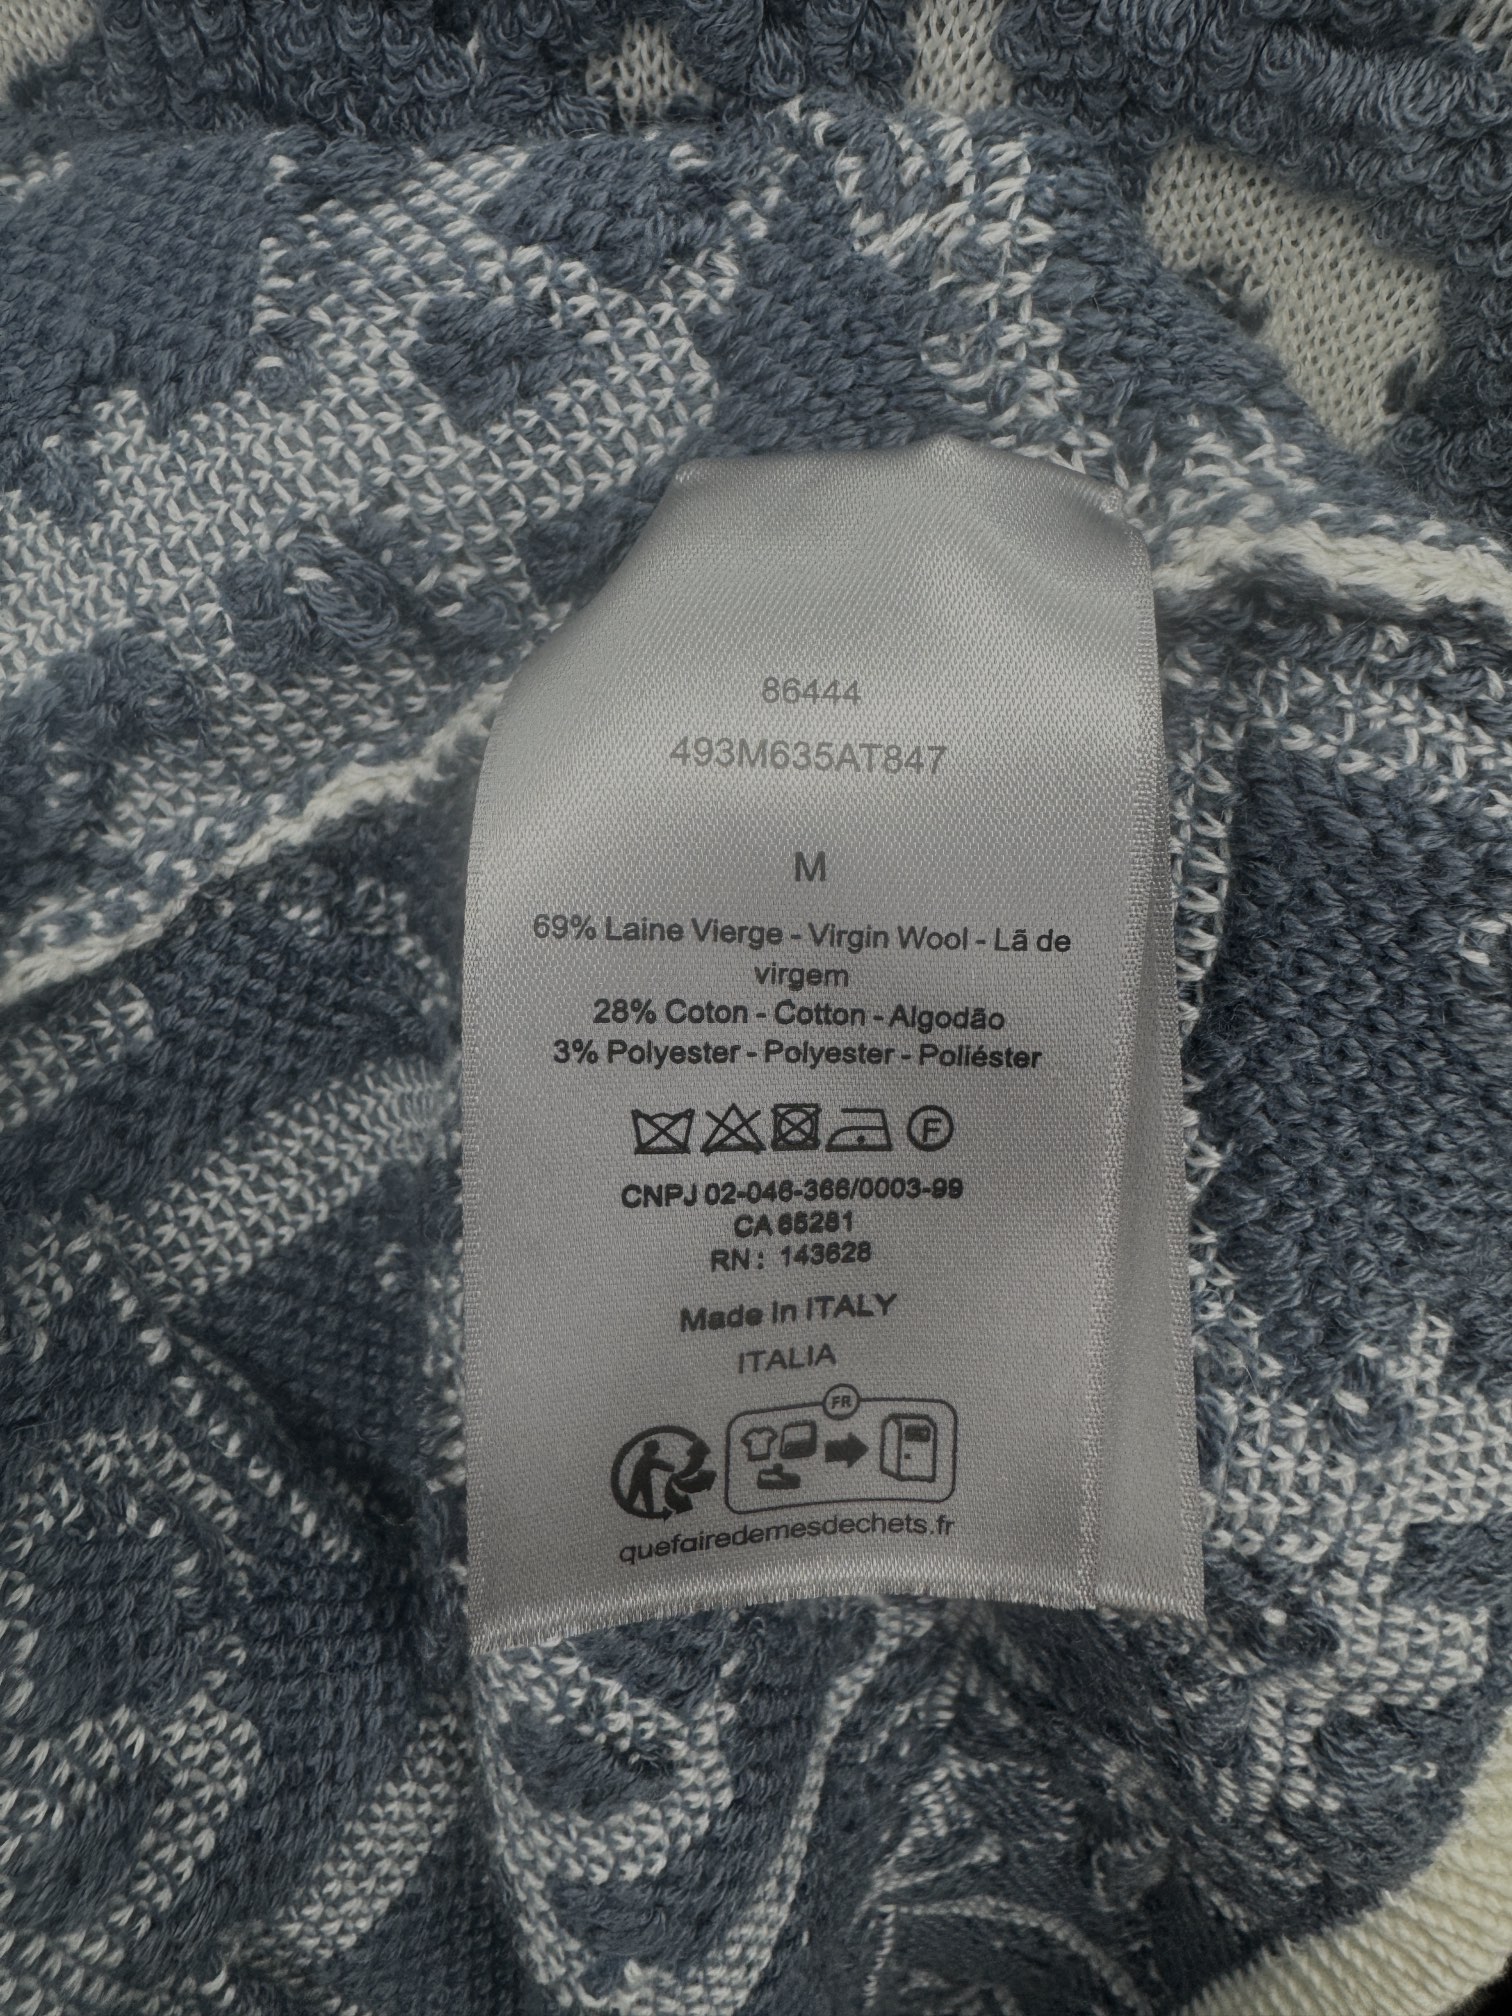 86444
493M635AT847
M
69% Laine Vierge - Virgin Wool - Lã de
virgem
28% Coton - Cotton - Algodão
3% Polyester - Polyester - Poliéster
F
CNPJ 02-046-366/0003-99
CA 65281
RN : 143628
Made In ITALY
ITALIA
FR
quefairedemesdechets.fr